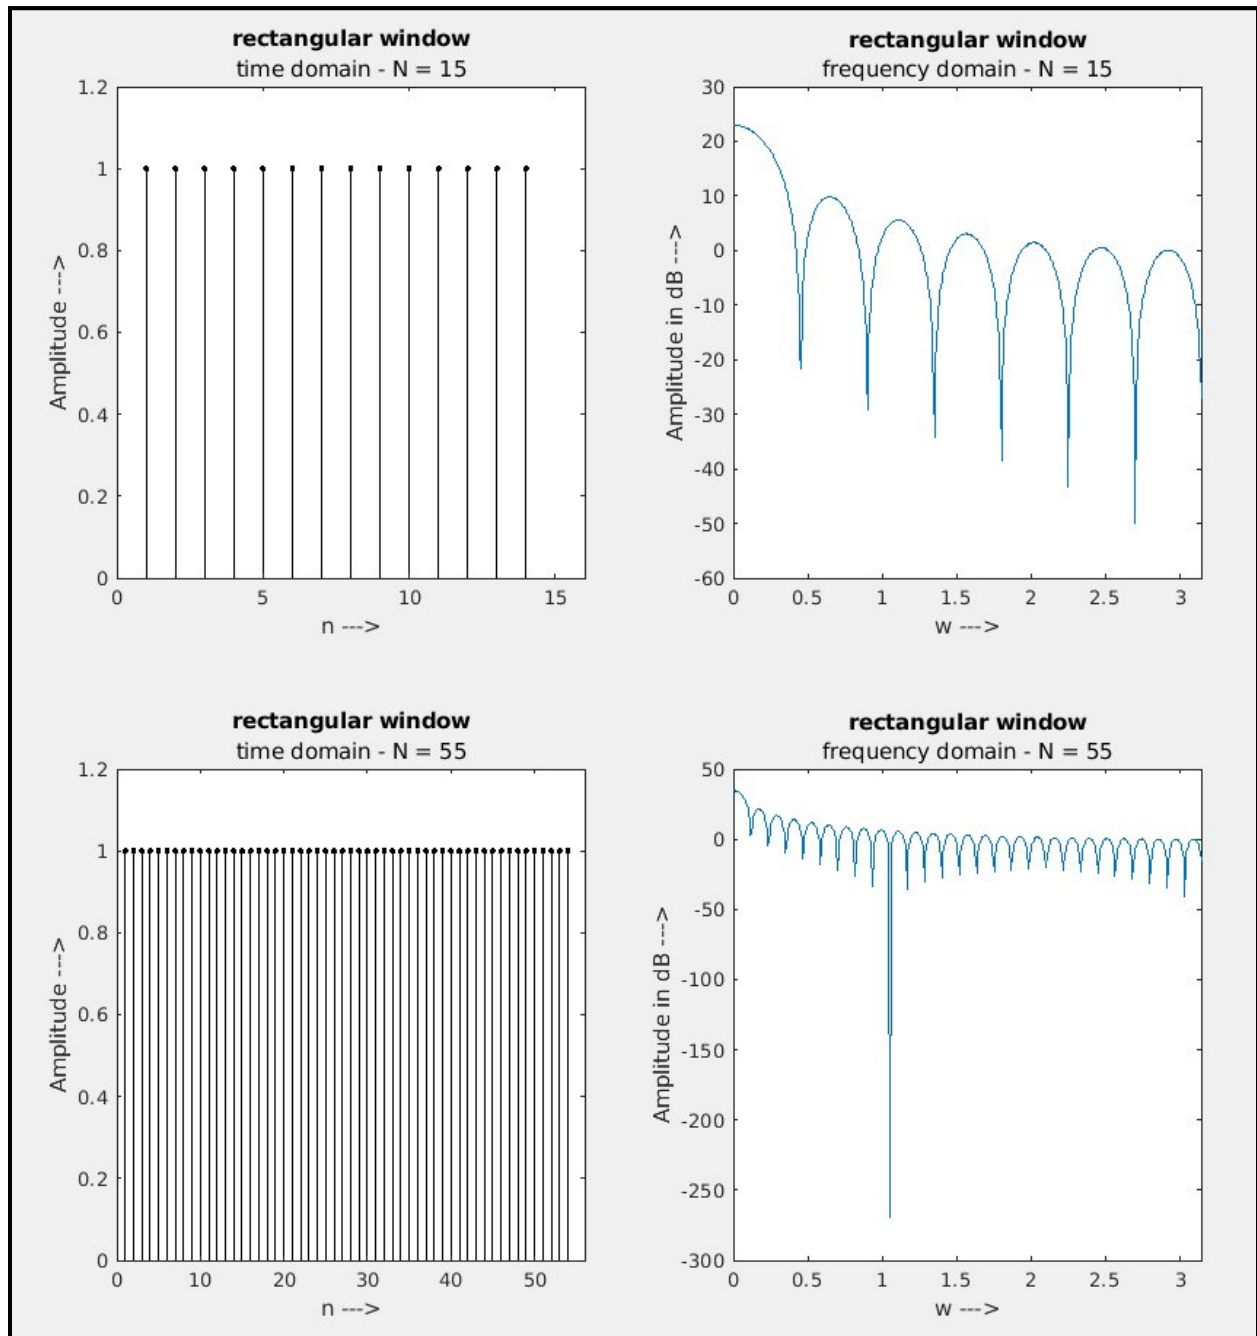 rectangular window
time domain - N = 15
1.2
1
0.8
0.6
0.4
0.2
0
0 5 10 15
Amplitude --->
n --->
rectangular window
frequency domain - N = 15
30
20
10
0
-10
-20
-30
-40
-50
-60
0 0.5 1 1.5 2 2.5 3
Amplitude in dB --->
w --->
rectangular window
time domain - N = 55
1.2
1
0.8
0.6
0.4
0.2
0
0 10 20 30 40 50
Amplitude --->
n --->
rectangular window
frequency domain - N = 55
50
0
-50
-100
-150
-200
-250
-300
0 0.5 1 1.5 2 2.5 3
Amplitude in dB --->
w --->